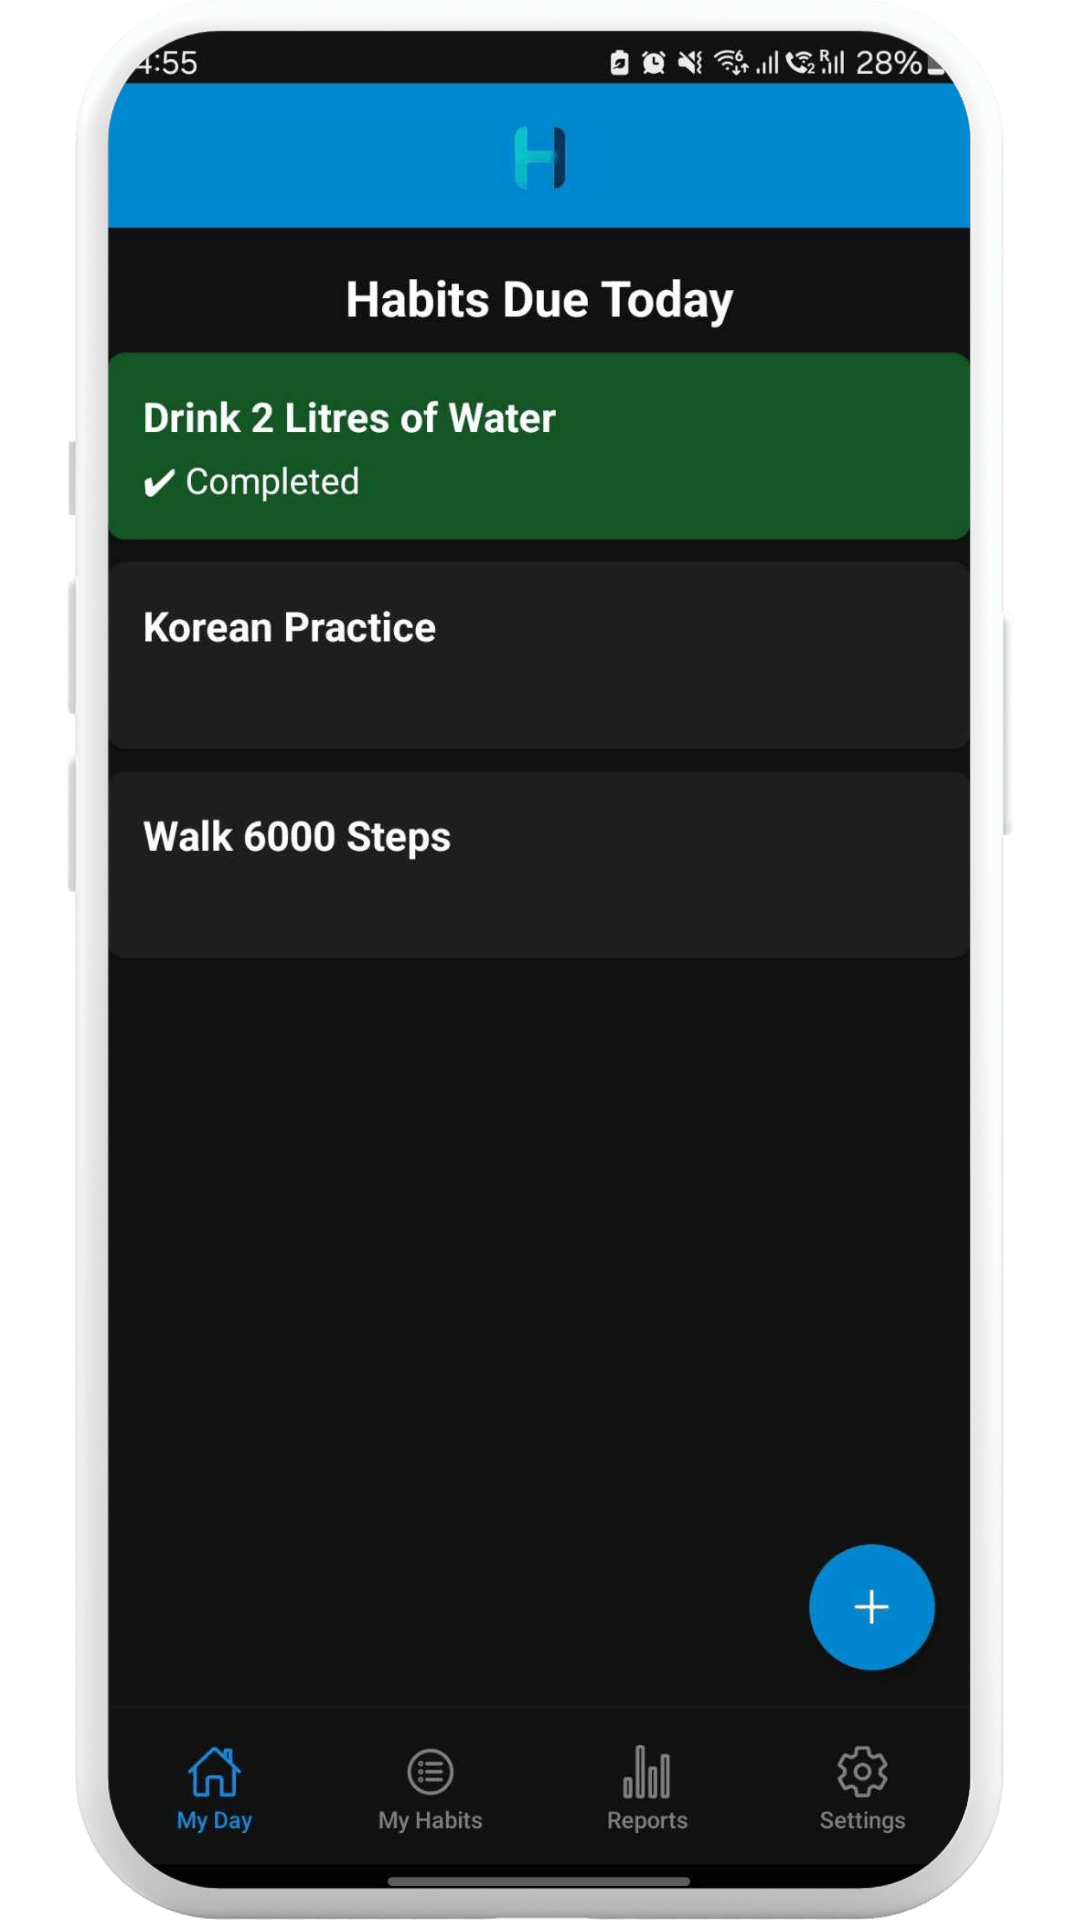 4:55 28%
H
Habits Due Today
Drink 2 Litres of Water
✔ Completed
Korean Practice
Walk 6000 Steps
+
My Day My Habits Reports Settings